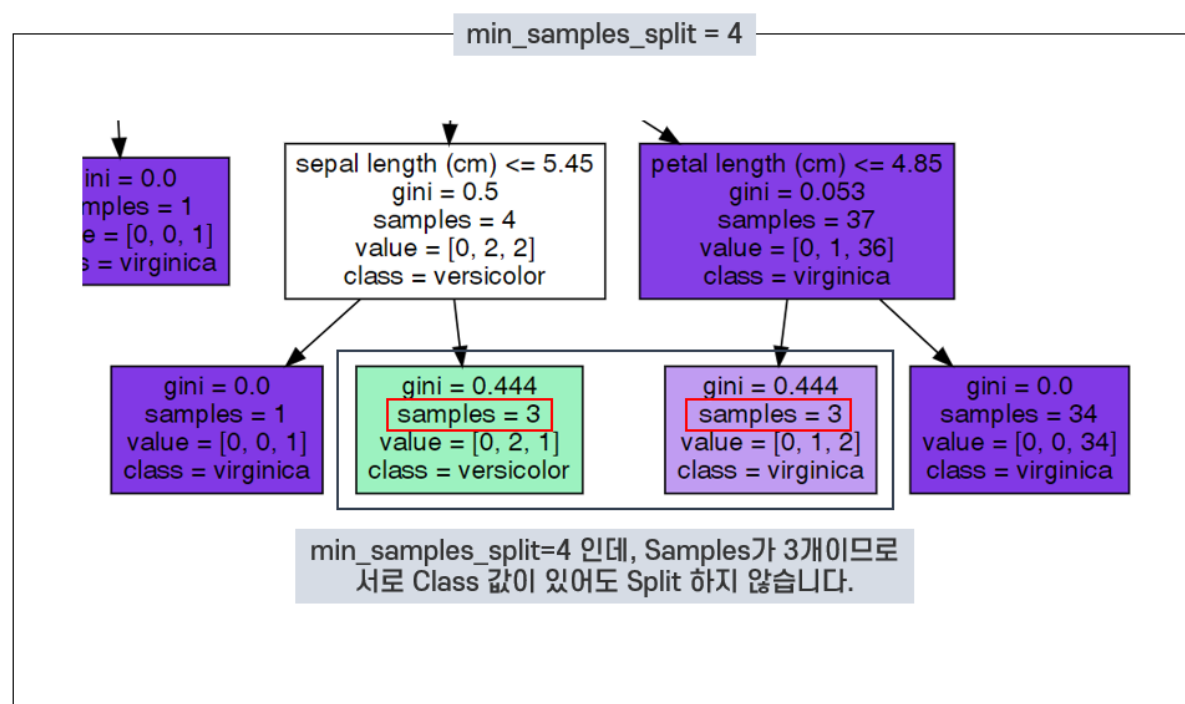 min_samples_split = 4
ini = 0.0
mples = 1
e = [0, 0, 1]
s = virginica
sepal length (cm) <= 5.45
gini = 0.5
samples = 4
value = [0, 2, 2]
class = versicolor
petal length (cm) <= 4.85
gini = 0.053
samples = 37
value = [0, 1, 36]
class = virginica
gini = 0.0
samples = 1
value = [0, 0, 1]
class = virginica
gini = 0.444
samples = 3
value = [0, 2, 1]
class = versicolor
gini = 0.444
samples = 3
value = [0, 1, 2]
class = virginica
gini = 0.0
samples = 34
value = [0, 0, 34]
class = virginica
min_samples_split=4 인데, Samples가 3개이므로
서로 Class 값이 있어도 Split 하지 않습니다.